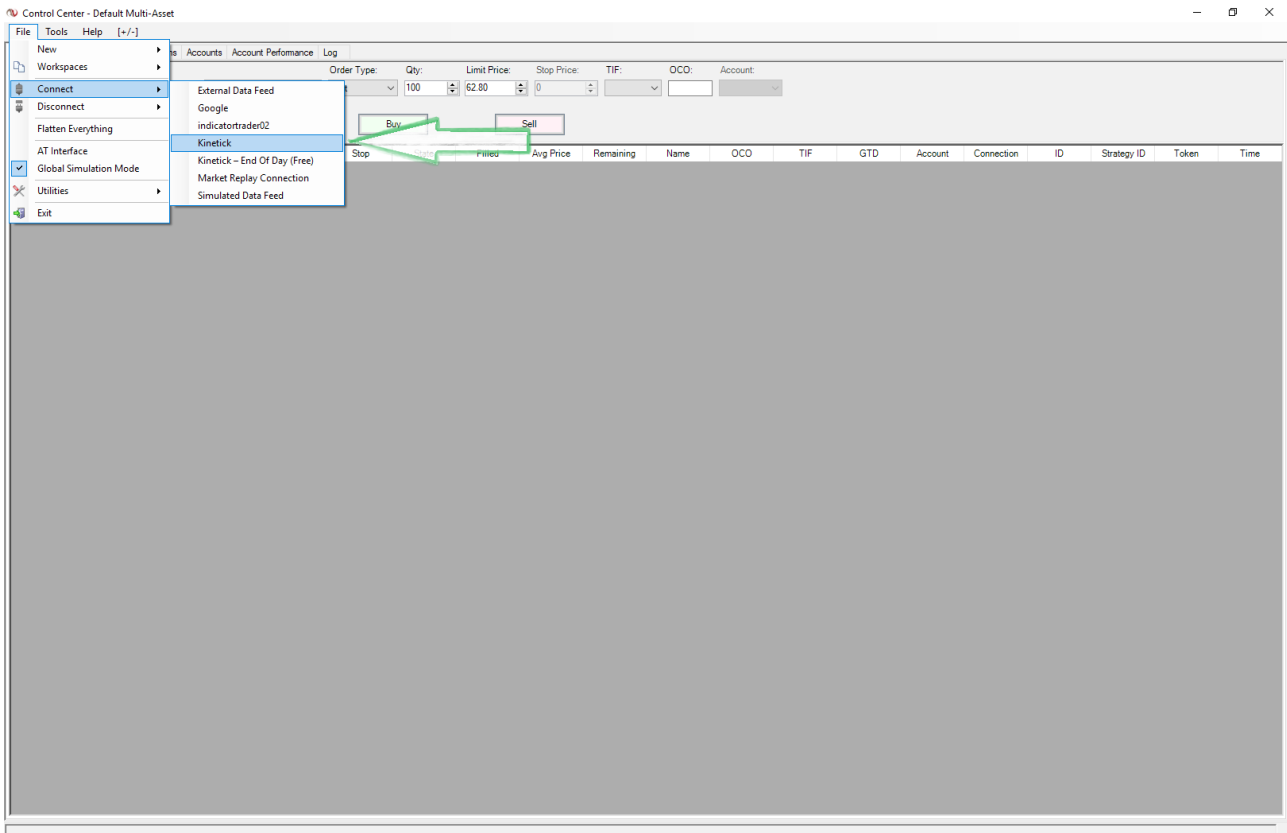 Control Center - Default Multi-Asset
File Tools Help [+/-]
New
Workspaces
Connect
Disconnect
Flatten Everything
AT Interface
Global Simulation Mode
Utilities
Exit
External Data Feed
Google
indicatortrader02
Kinetick
Kinetick – End Of Day (Free)
Market Replay Connection
Simulated Data Feed
Accounts Account Perfomance Log
Order Type: Qty: Limit Price: Stop Price: TIF: OCO: Account:
100 62.80 0
Buy Sell
Stop State Filled Avg Price Remaining Name OCO TIF GTD Account Connection ID Strategy ID Token Time